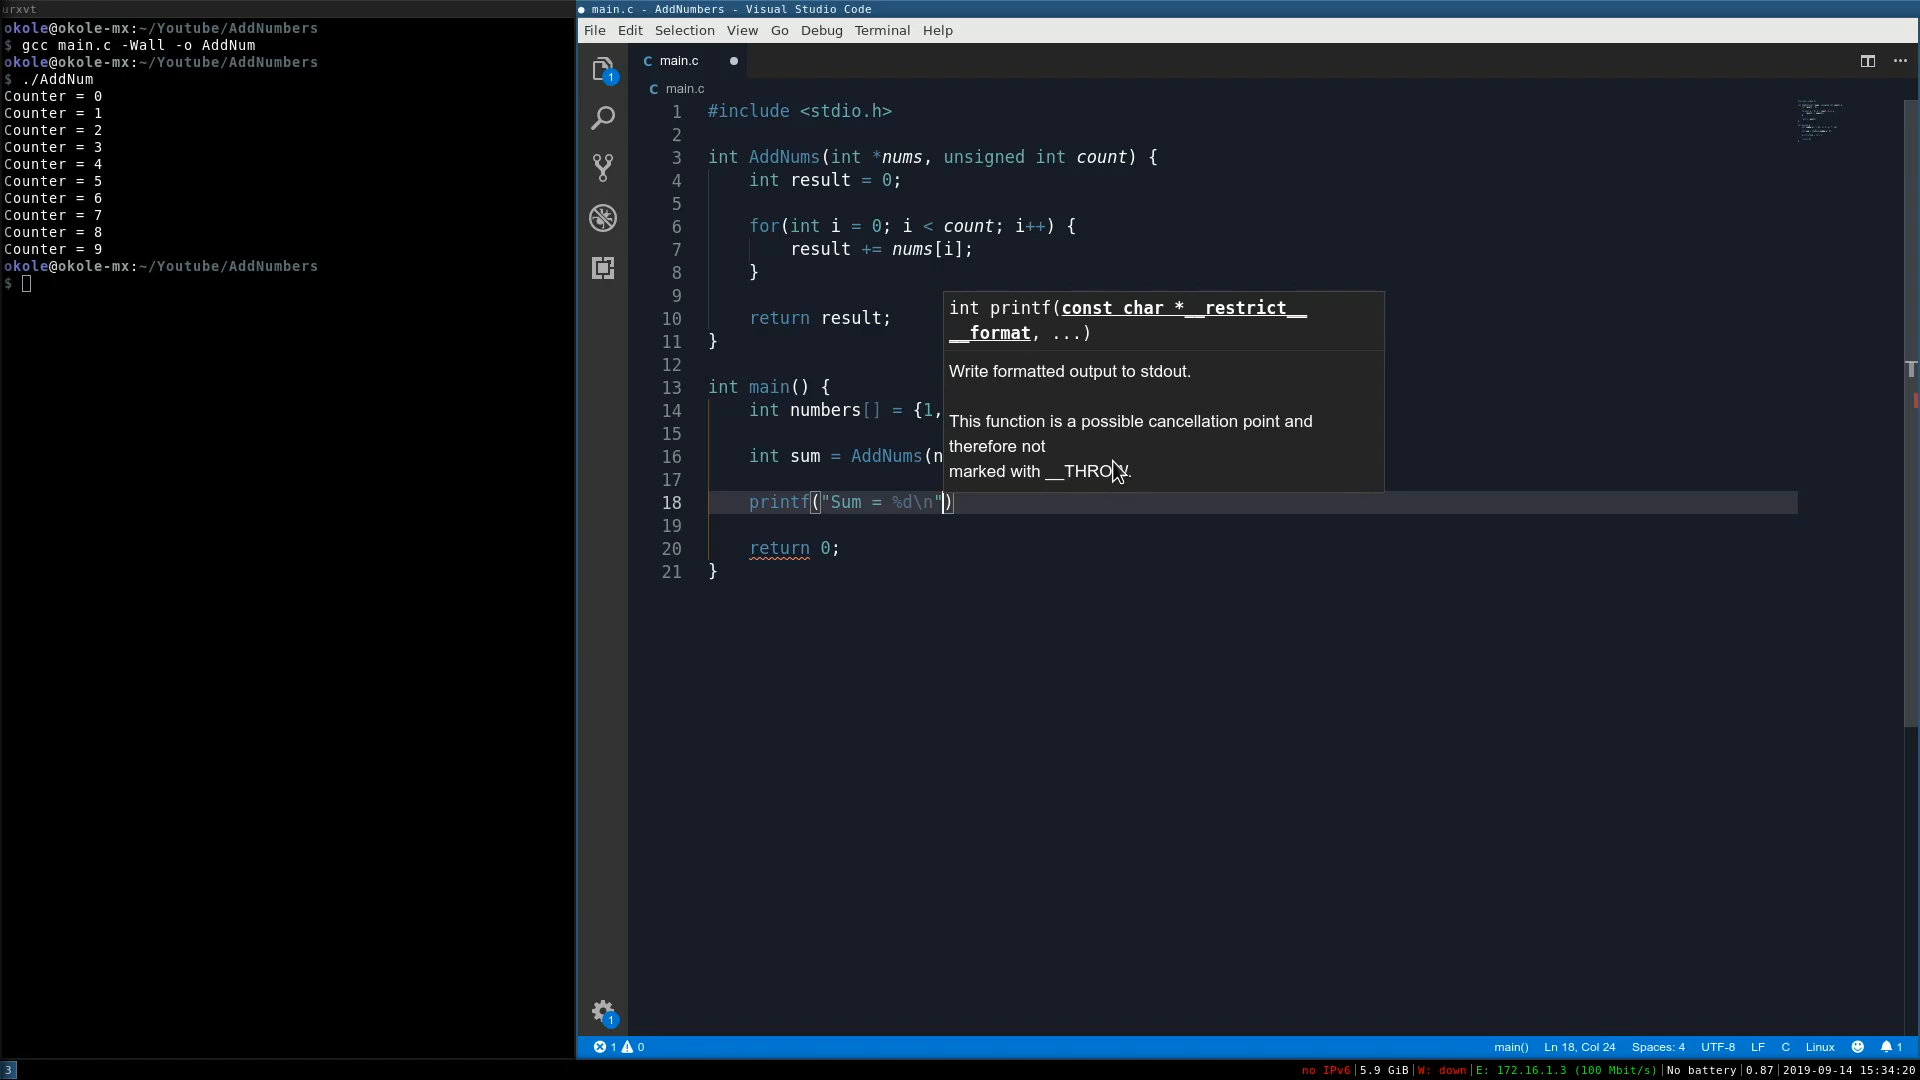 urxvt
okole@okole-mx:~/Youtube/AddNumbers
$ gcc main.c -Wall -o AddNum
okole@okole-mx:~/Youtube/AddNumbers
$ ./AddNum
Counter = 0
Counter = 1
Counter = 2
Counter = 3
Counter = 4
Counter = 5
Counter = 6
Counter = 7
Counter = 8
Counter = 9
okole@okole-mx:~/Youtube/AddNumbers
$
● main.c - AddNumbers - Visual Studio Code
File Edit Selection View Go Debug Terminal Help
1
C main.c ●
C main.c
1 #include <stdio.h>
2
3 int AddNums(int *nums, unsigned int count) {
4 int result = 0;
5
6 for(int i = 0; i < count; i++) {
7 result += nums[i];
8 }
9
10 return result;
11 }
12
13 int main() {
14 int numbers[] = {1,
15
16 int sum = AddNums(n
17
18 printf("Sum = %d\n")
19
20 return 0;
21 }
int printf(const char *__restrict__
__format, ...)
Write formatted output to stdout.
This function is a possible cancellation point and
therefore not
marked with __THROW.
1
1 0 main() Ln 18, Col 24 Spaces: 4 UTF-8 LF C Linux 1
3 no IPv6|5.9 GiB|W: down|E: 172.16.1.3 (100 Mbit/s)|No battery|0.87|2019-09-14 15:34:20